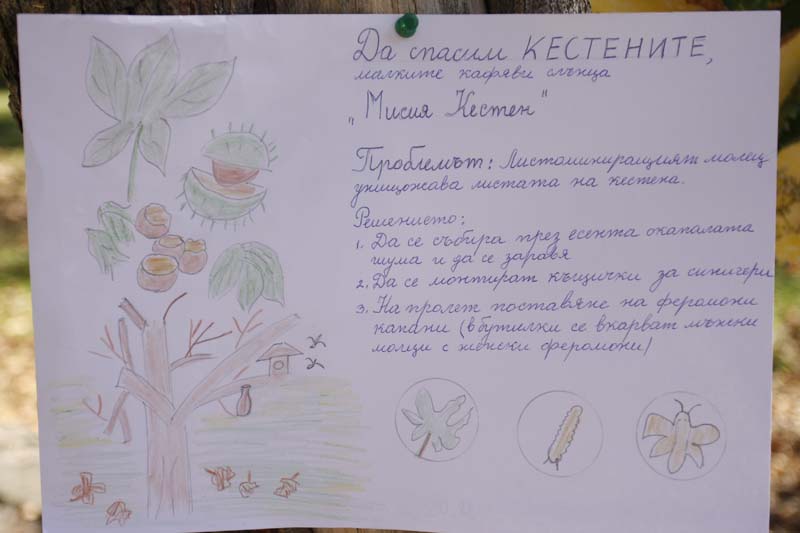 Да спасим КЕСТЕНИТЕ,
малките кафяви слънца
„Мисия Кестен"
Проблемът: Листоминиращият молец
унищожава листата на кестена.
Решението:
1. Да се събира през есента окапалата
шума и да се заравя
2. Да се монтират къщички за синигери
3. На пролет поставяне на феромони
капани (в бутилки се вкарват мъжки
молци с женски феромони)